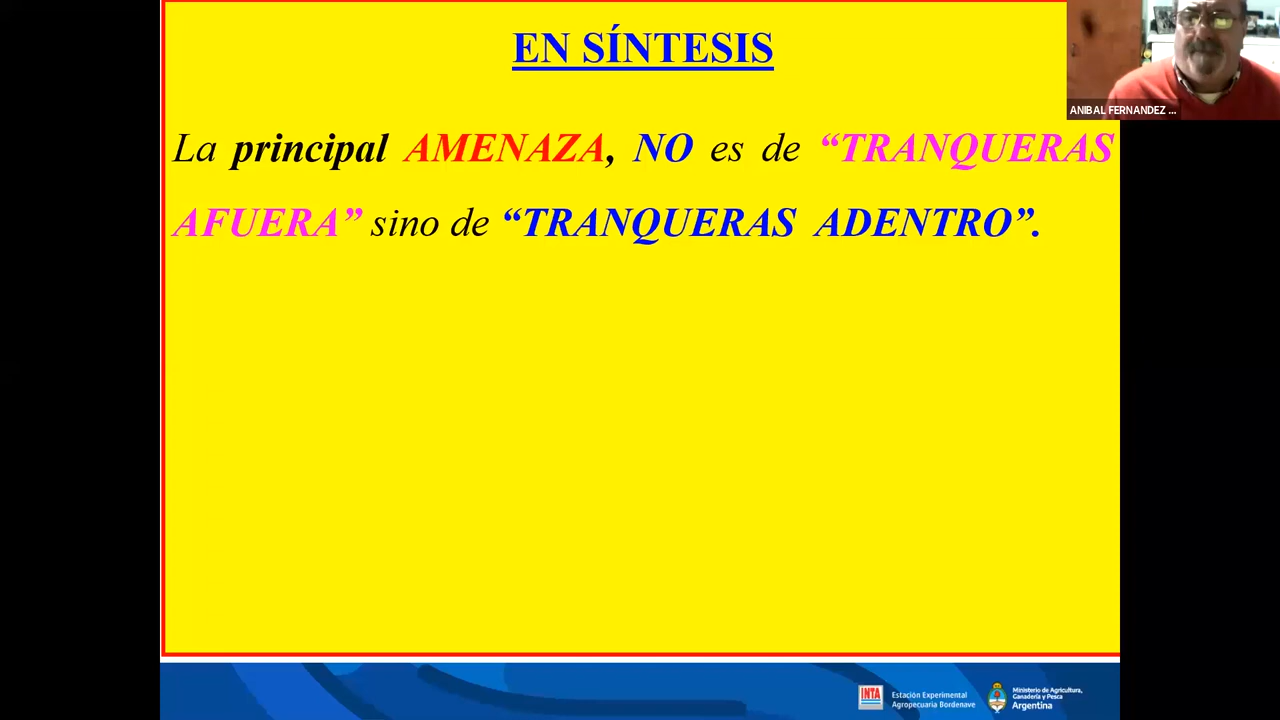 EN SÍNTESIS
ANIBAL FERNANDEZ ...
La principal AMENAZA, NO es de “TRANQUERAS
AFUERA” sino de “TRANQUERAS ADENTRO”.
INTA
Estación Experimental
Agropecuaria Bordenave
Ministerio de Agricultura,
Ganadería y Pesca
Argentina